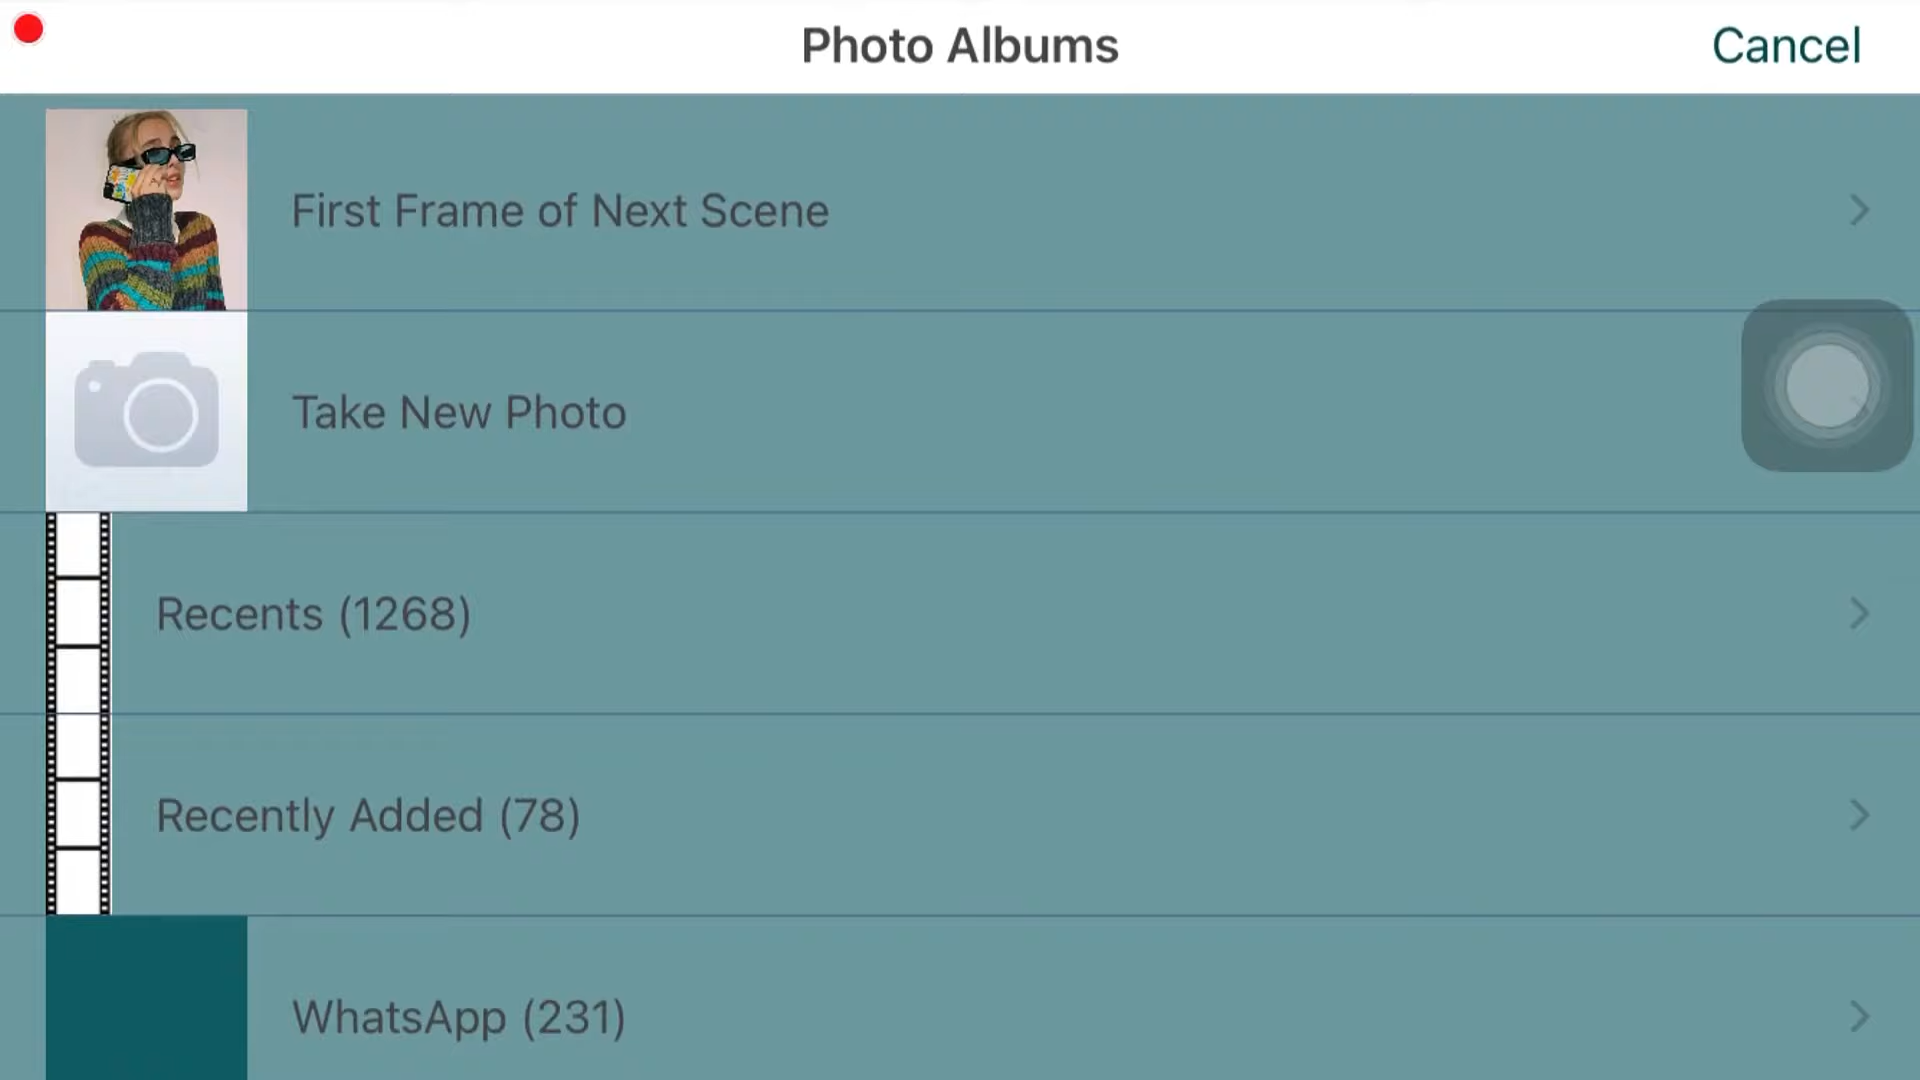 Photo Albums
Cancel
First Frame of Next Scene
Take New Photo
Recents (1268)
Recently Added (78)
WhatsApp (231)